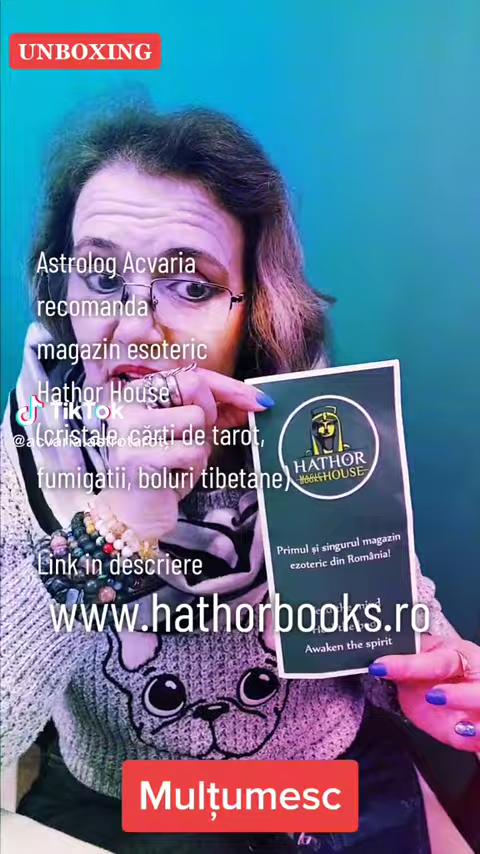 UNBOXING
Astrolog Acvaria
recomanda
magazin esoteric
Hathor House
TikTok
(cristale, cărți de tarot,
fumigatii, boluri tibetane)
HATHOR
HOUSE
Primul și singurul magazin
ezoteric din România!
Link in descriere
www.hathorbooks.ro
Awaken the spirit
Mulțumesc